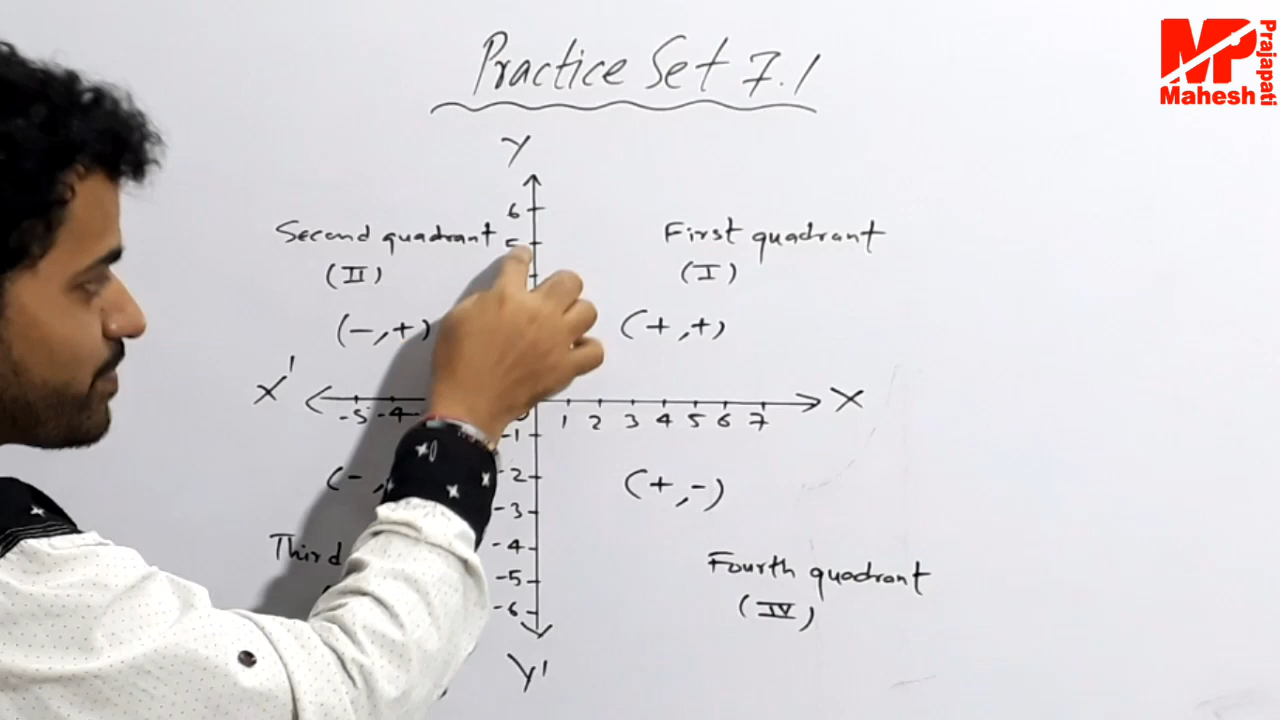 Practice Set 7.1
MP
Mahesh
Prajapati
Y
6
5
Second quadrant
(II)
(-,+)
First quadrant
(I)
(+,+)
X'
-5 -4
1 2 3 4 5 6 7
X
-1
-2
-3
-4
-5
-6
(-,
Third
(+,-)
Fourth quadrant
(IV)
Y'